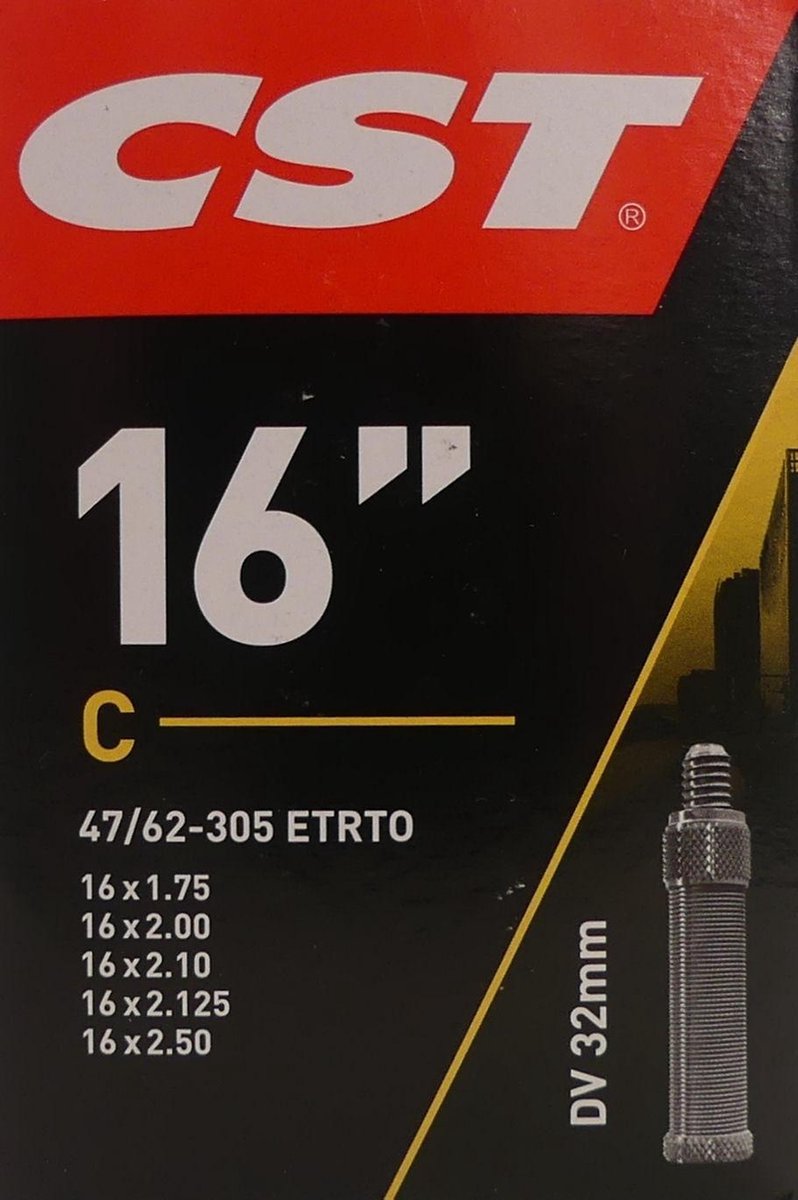 CST®
16”
C
47/62-305 ETRTO
16 x 1.75
16 x 2.00
16 x 2.10
16 x 2.125
16 x 2.50
DV 32mm